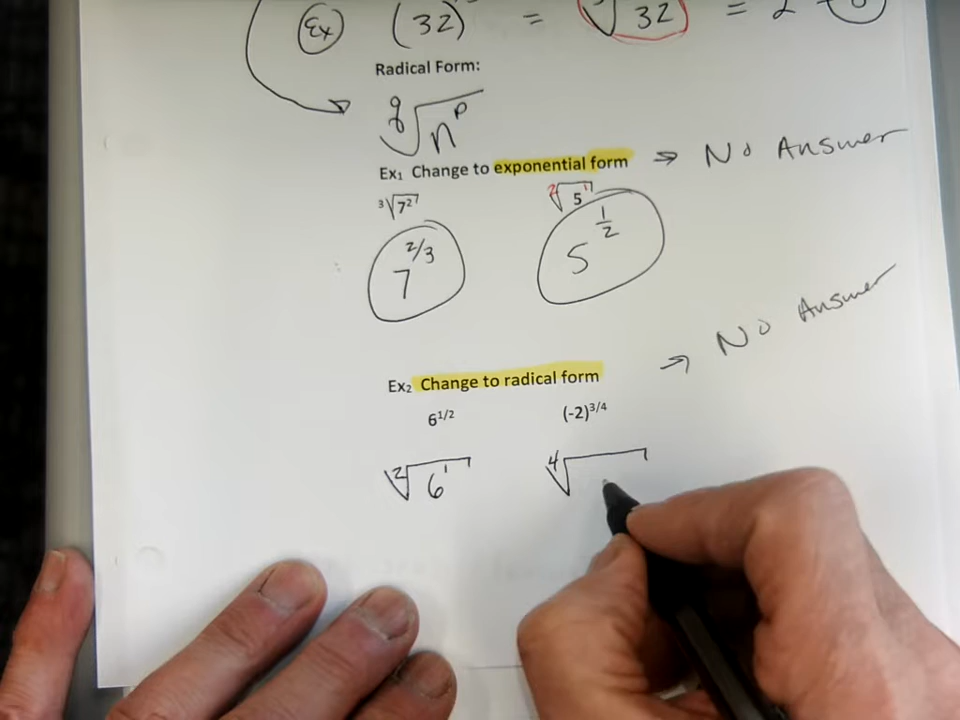 Ex (32) = √32 = 2
Radical Form:
q√n^p
Ex₁ Change to exponential form → No Answer
³√7² ²√5¹
7^2/3 5^1/2
Ex₂ Change to radical form → No Answer
6^1/2 (-2)^3/4
²√6¹ ⁴√